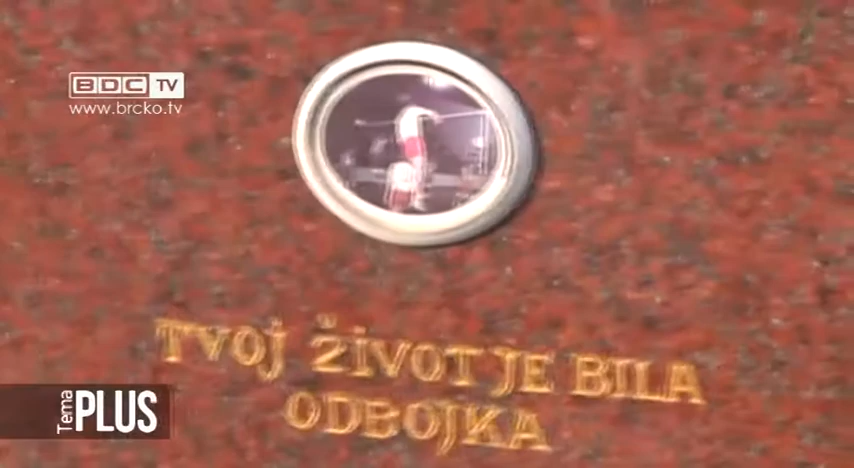 BDC TV
www.brcko.tv
TVOJ ŽIVOT JE BILA
ODBOJKA
Tema
PLUS